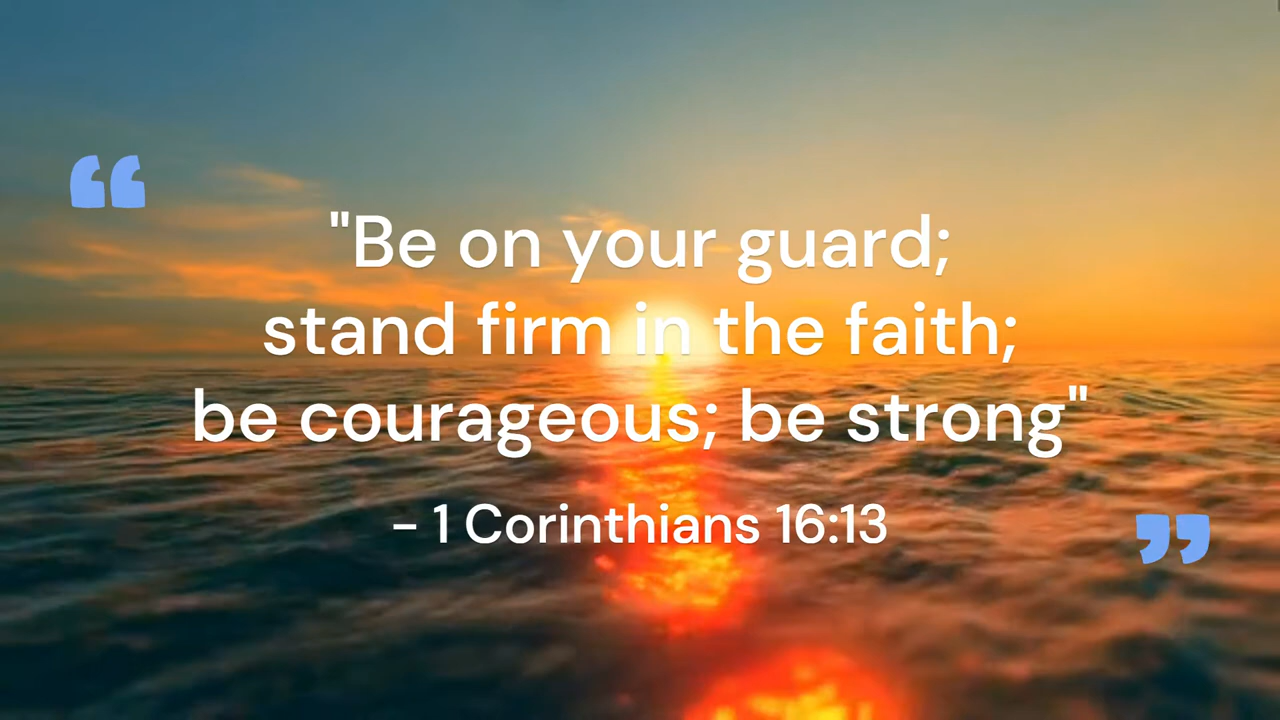 "Be on your guard;
stand firm in the faith;
be courageous; be strong"
– 1 Corinthians 16:13